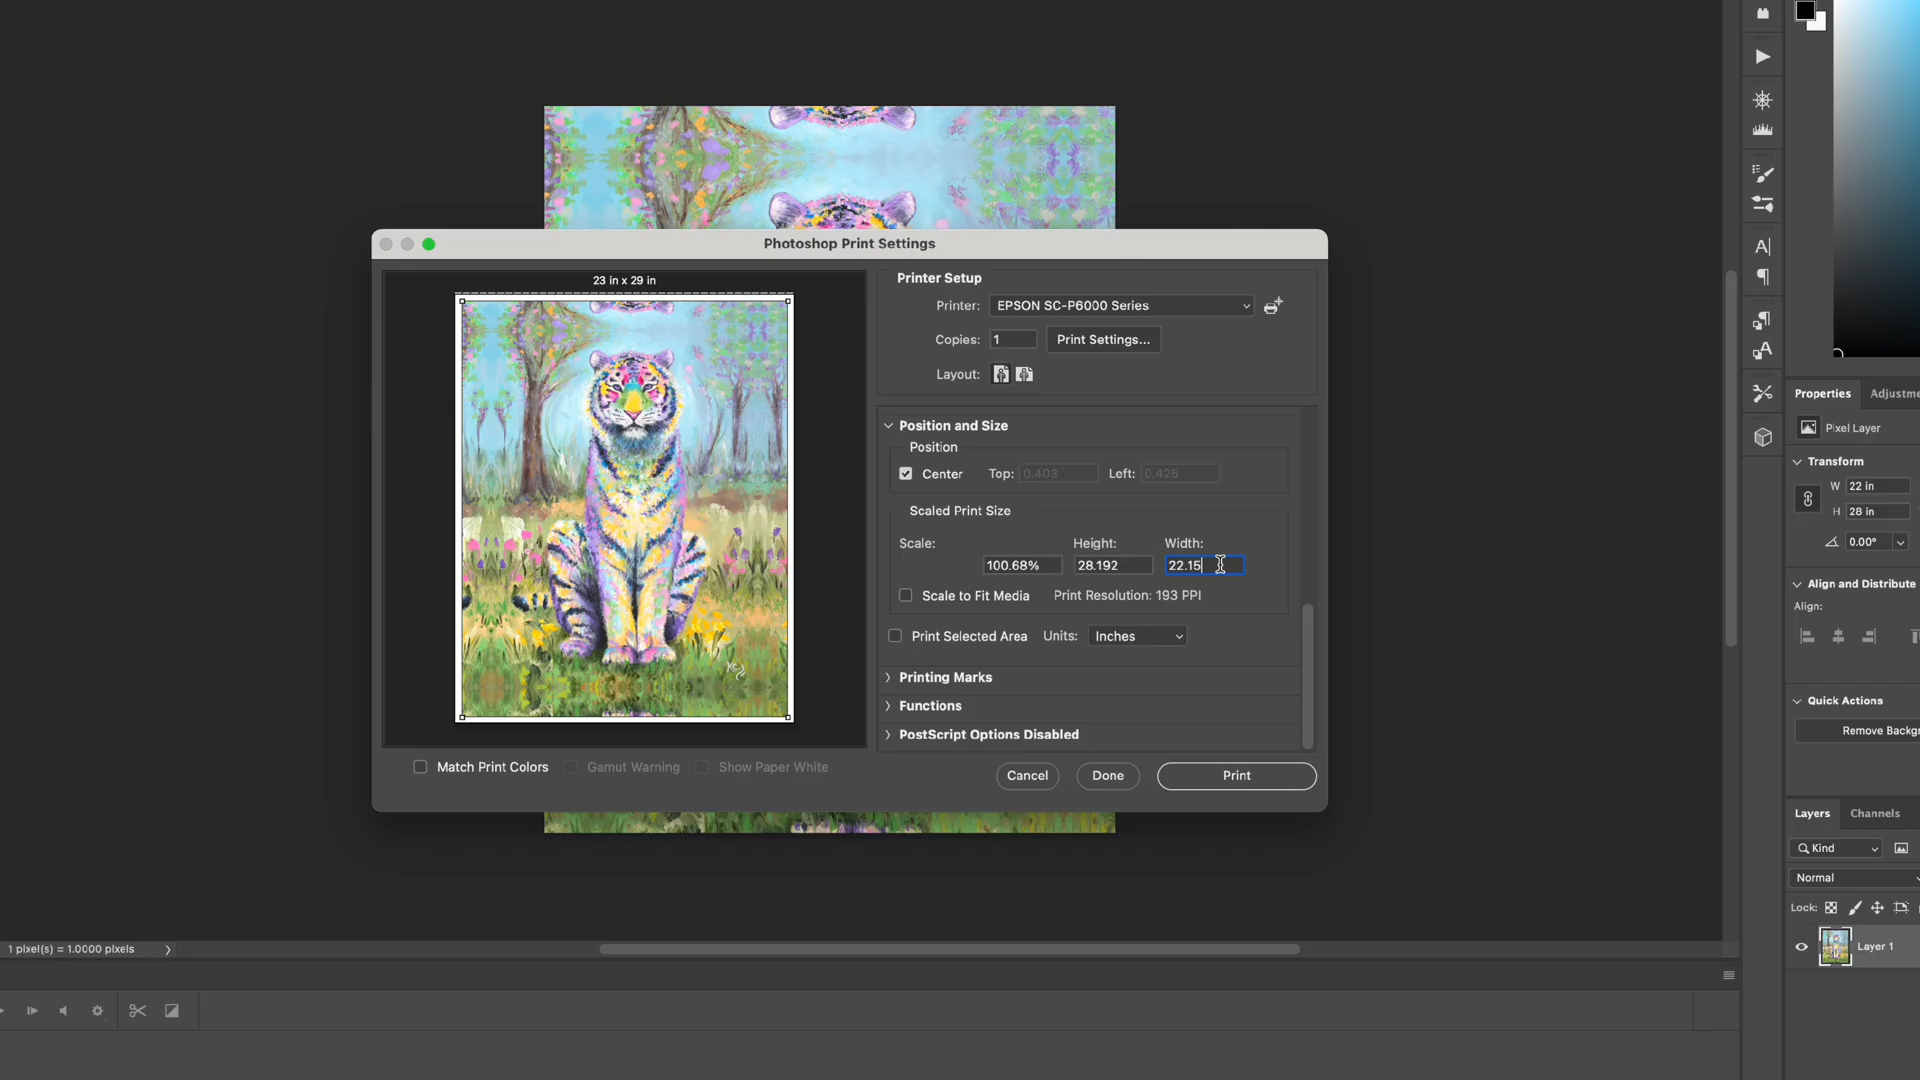 Photoshop Print Settings
23 in x 29 in
Printer Setup
Printer: EPSON SC-P6000 Series
Copies: 1 Print Settings...
Layout:
Position and Size
Position
Center Top: 0.403 Left: 0.425
Scaled Print Size
Scale: Height: Width:
100.68% 28.192 22.15
Scale to Fit Media Print Resolution: 193 PPI
Print Selected Area Units: Inches
Printing Marks
Functions
PostScript Options Disabled
Match Print Colors Gamut Warning Show Paper White
Cancel Done Print
Properties Adjustme
Pixel Layer
Transform
W 22 in
H 28 in
0.00°
Align and Distribute
Align:
Quick Actions
Remove Backgr
Layers Channels
Kind
Normal
Lock:
Layer 1
1 pixel(s) = 1.0000 pixels